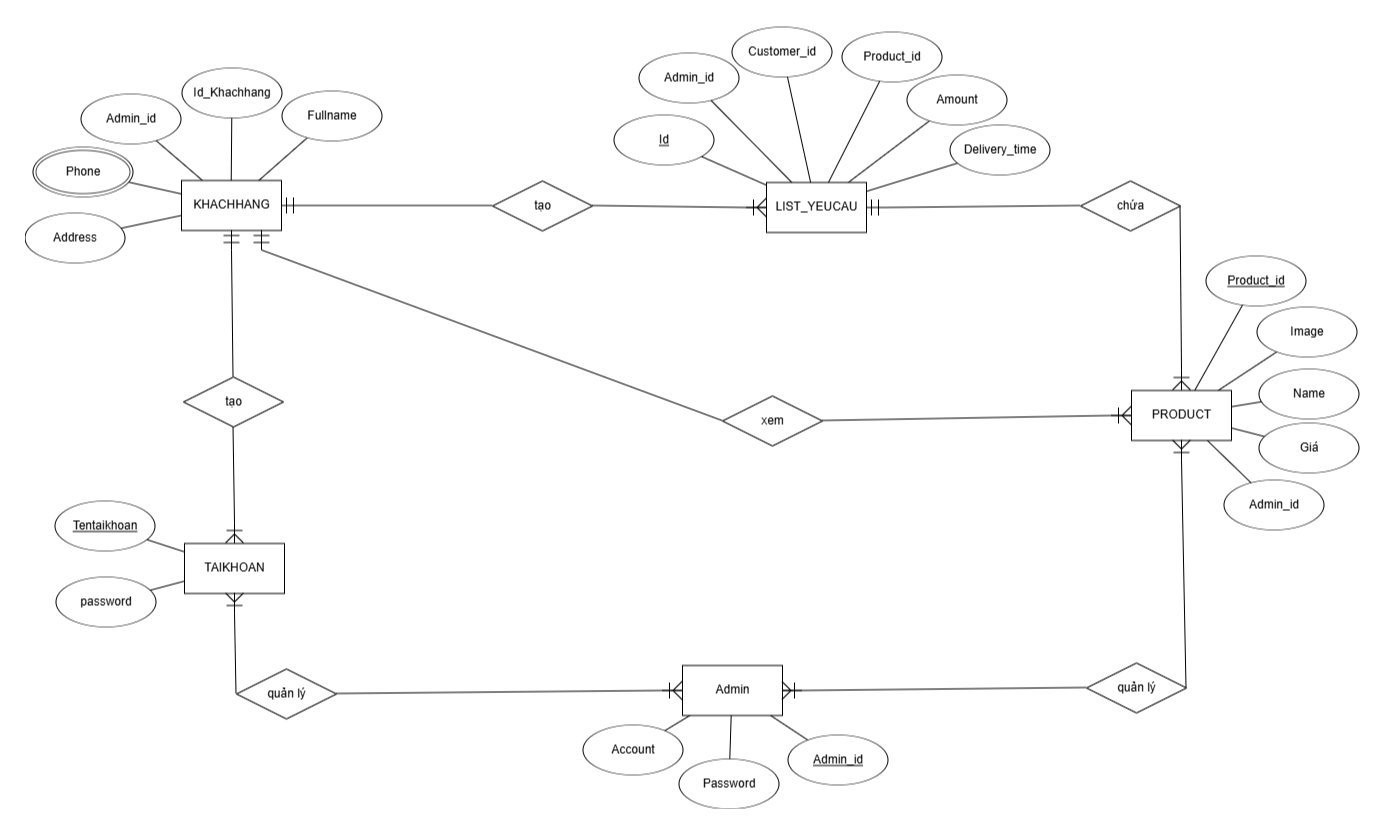 Customer_id
Product_id
Admin_id
Id_Khachhang
Amount
Fullname
Admin_id
Id
Delivery_time
Phone
KHACHHANG
tạo
LIST_YEUCAU
chứa
Address
Product_id
Image
Name
tạo
xem
PRODUCT
Giá
Admin_id
Tentaikhoan
TAIKHOAN
password
quản lý
Admin
quản lý
Account
Admin_id
Password